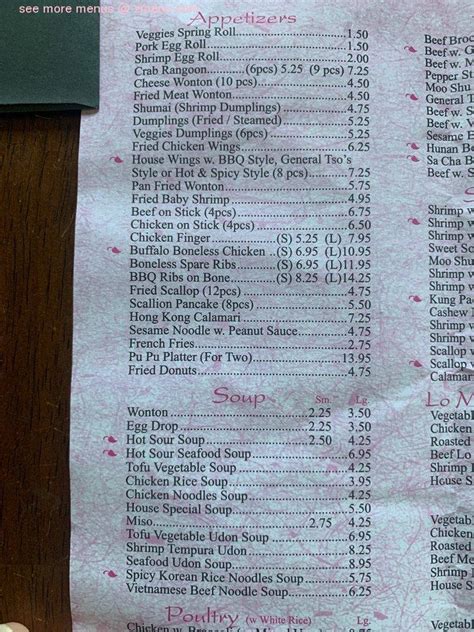 see more menus @
Appetizers
Veggies Spring Roll 1.50
Pork Egg Roll 1.50
Shrimp Egg Roll 2.00
Crab Rangoon (6pcs) 5.25 (9 pcs) 7.25
Cheese Wonton (10 pcs) 4.50
Fried Meat Wonton 4.50
Shumai (Shrimp Dumplings) 4.75
Dumplings (Fried / Steamed) 5.25
Veggies Dumplings (6pcs) 5.25
Fried Chicken Wings 6.25
House Wings w. BBQ Style, General Tso's
Style or Hot & Spicy Style (8 pcs) 7.25
Pan Fried Wonton 5.75
Fried Baby Shrimp 4.95
Beef on Stick (4pcs) 6.75
Chicken on Stick (4pcs) 6.50
Chicken Finger (S) 5.25 (L) 7.95
Buffalo Boneless Chicken (S) 6.95 (L)10.95
Boneless Spare Ribs (S) 6.95 (L)11.95
BBQ Ribs on Bone (S) 8.25 (L)14.25
Fried Scallop (12pcs) 4.75
Scallion Pancake (8pcs) 5.50
Hong Kong Calamari 7.25
Sesame Noodle w. Peanut Sauce 4.75
French Fries 2.75
Pu Pu Platter (For Two) 13.95
Fried Donuts 4.75
Soup Sm. Lg.
Wonton 2.25 3.50
Egg Drop 2.25 3.50
Hot Sour Soup 2.50 4.25
Hot Sour Seafood Soup 6.95
Tofu Vegetable Soup 4.25
Chicken Rice Soup 3.95
Chicken Noodles Soup 4.25
House Special Soup 5.50
Miso 2.75 4.25
Tofu Vegetable Udon Soup 6.95
Shrimp Tempura Udon 8.25
Seafood Udon Soup 8.95
Spicy Korean Rice Noodles Soup 5.75
Vietnamese Beef Noodle Soup 6.25
Poultry (w White Rice) Lg.
Chicken w.
Beef
Beef w.
Beef w.
Pepper
Moo Shu
General
Beef w.
Beef w.
Sesame
Hunan
Sa Cha
Beef w.
Shrimp
Shrimp w
Shrimp w
Sweet
Moo Shu
Shrimp
Kung
Cashew
Shrimp
Shrimp w
Scallop
Scallop
Calamar
Lo
Chicken
Roasted
Beef Lo
Shrimp
House
Chicken
Roasted
Beef
Shrimp
House